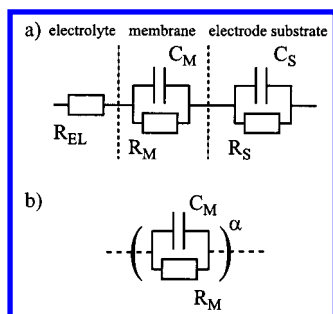 a) electrolyte membrane electrode substrate
C_M C_S
R_EL R_M R_S
b)
C_M α
R_M